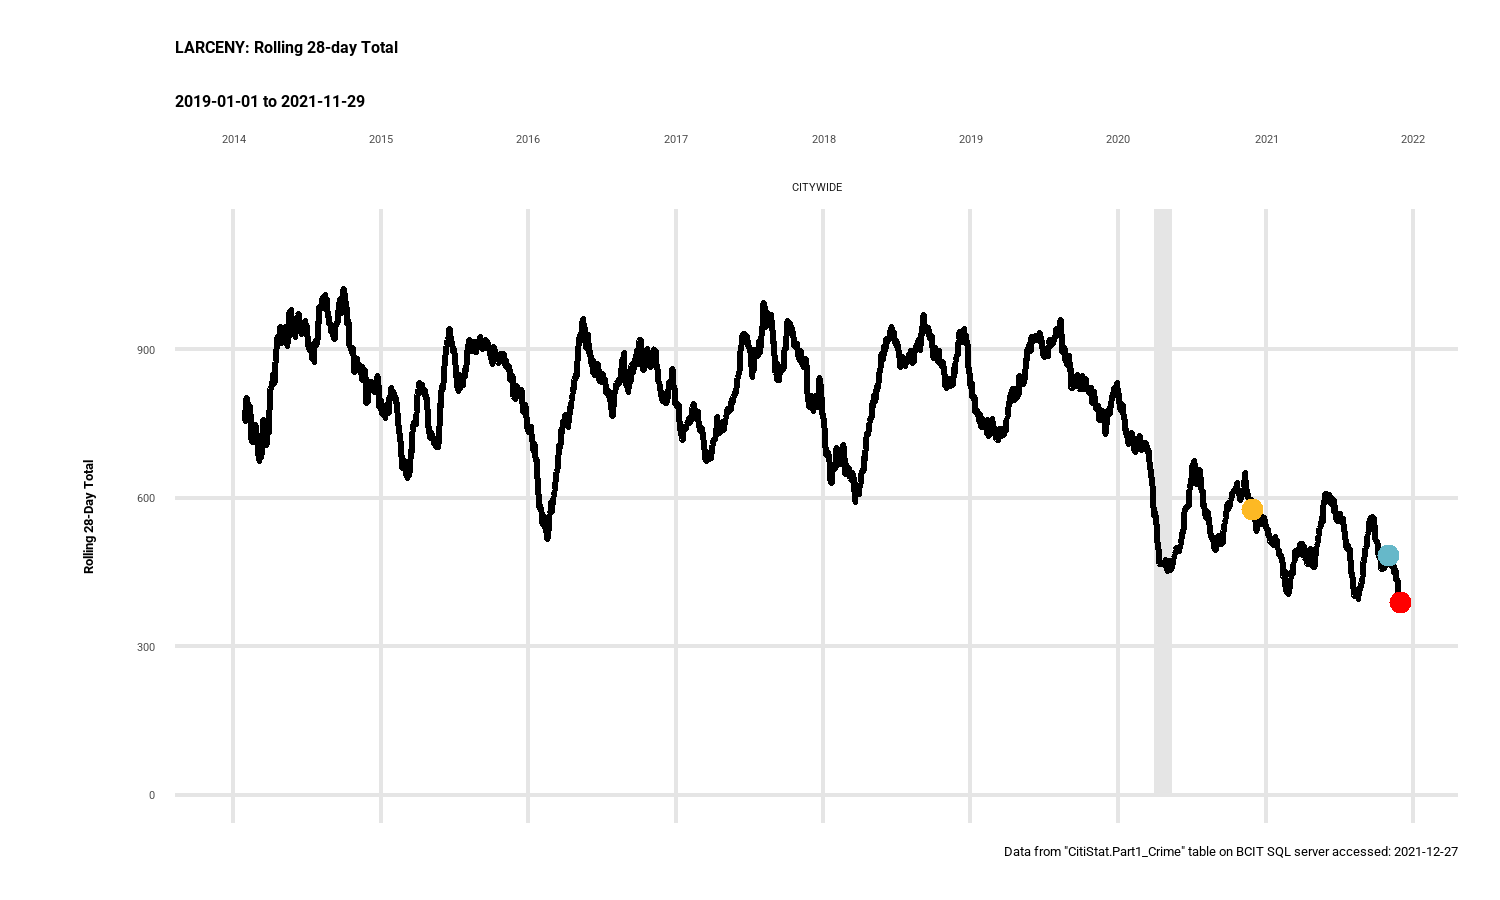 LARCENY: Rolling 28-day Total
2019-01-01 to 2021-11-29
2014 2015 2016 2017 2018 2019 2020 2021 2022
CITYWIDE
Rolling 28-Day Total
900
600
300
0
Data from "CitiStat.Part1_Crime" table on BCIT SQL server accessed: 2021-12-27